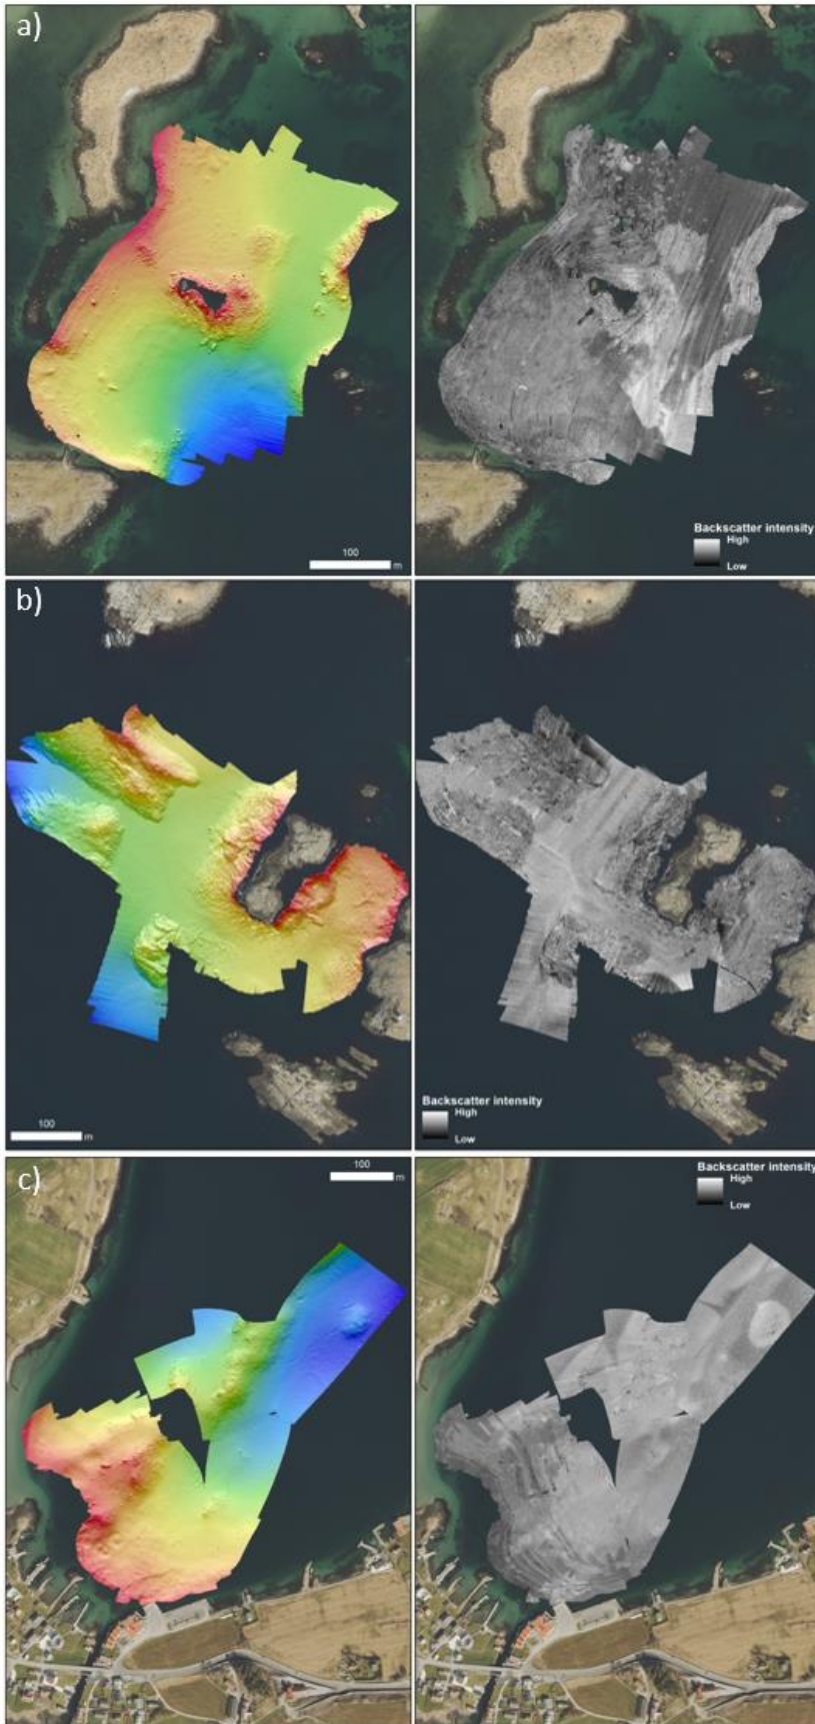 a)
100
m
Backscatter intensity
High
Low
b)
100
m
Backscatter intensity
High
Low
c)
100
m
Backscatter intensity
High
Low